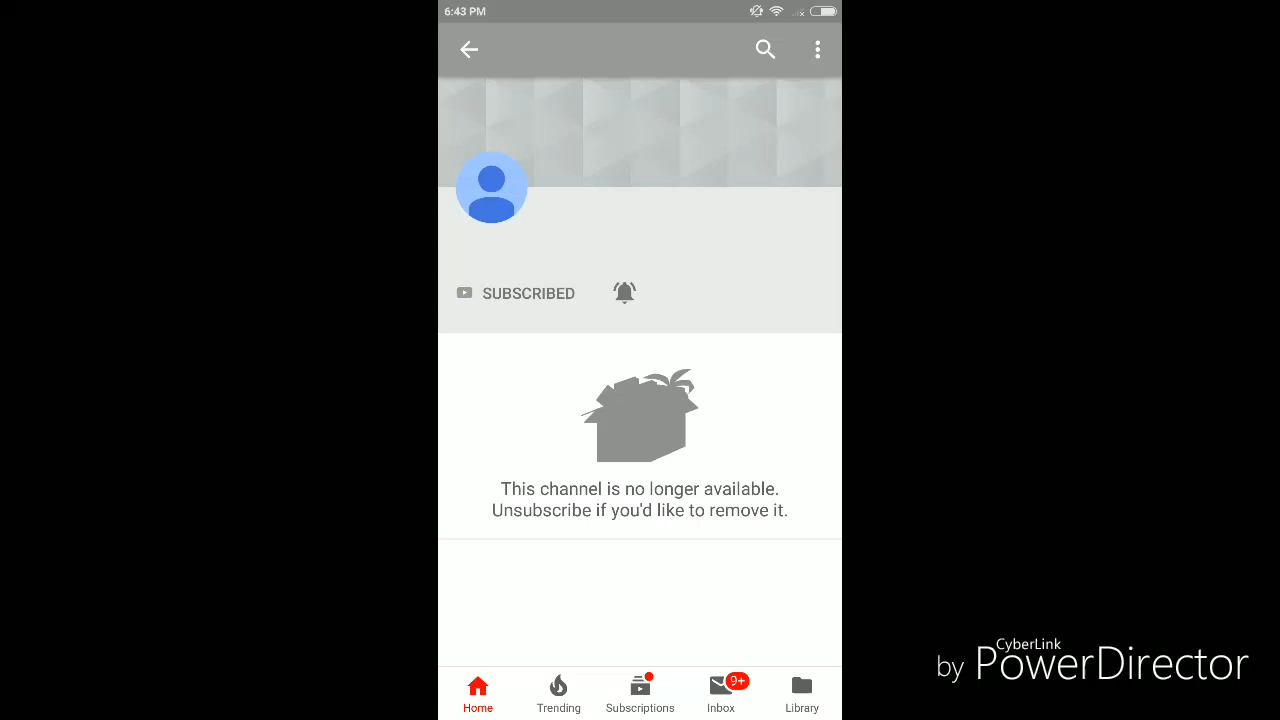 6:43 PM
SUBSCRIBED
This channel is no longer available.
Unsubscribe if you'd like to remove it.
Home
Trending
Subscriptions
9+
Inbox
Library
CyberLink
by PowerDirector